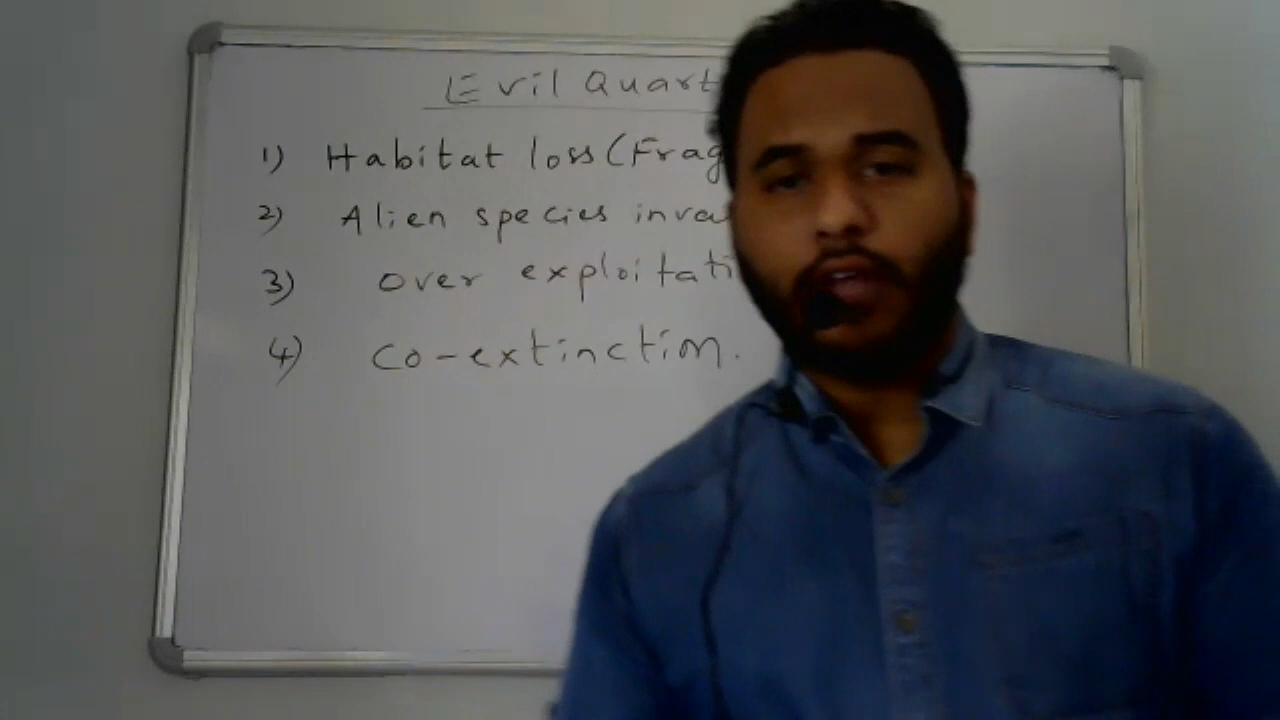 Evil Quart
1) Habitat loss (Frag
2) Alien species inva
3) over exploitati
4) co-extinction.